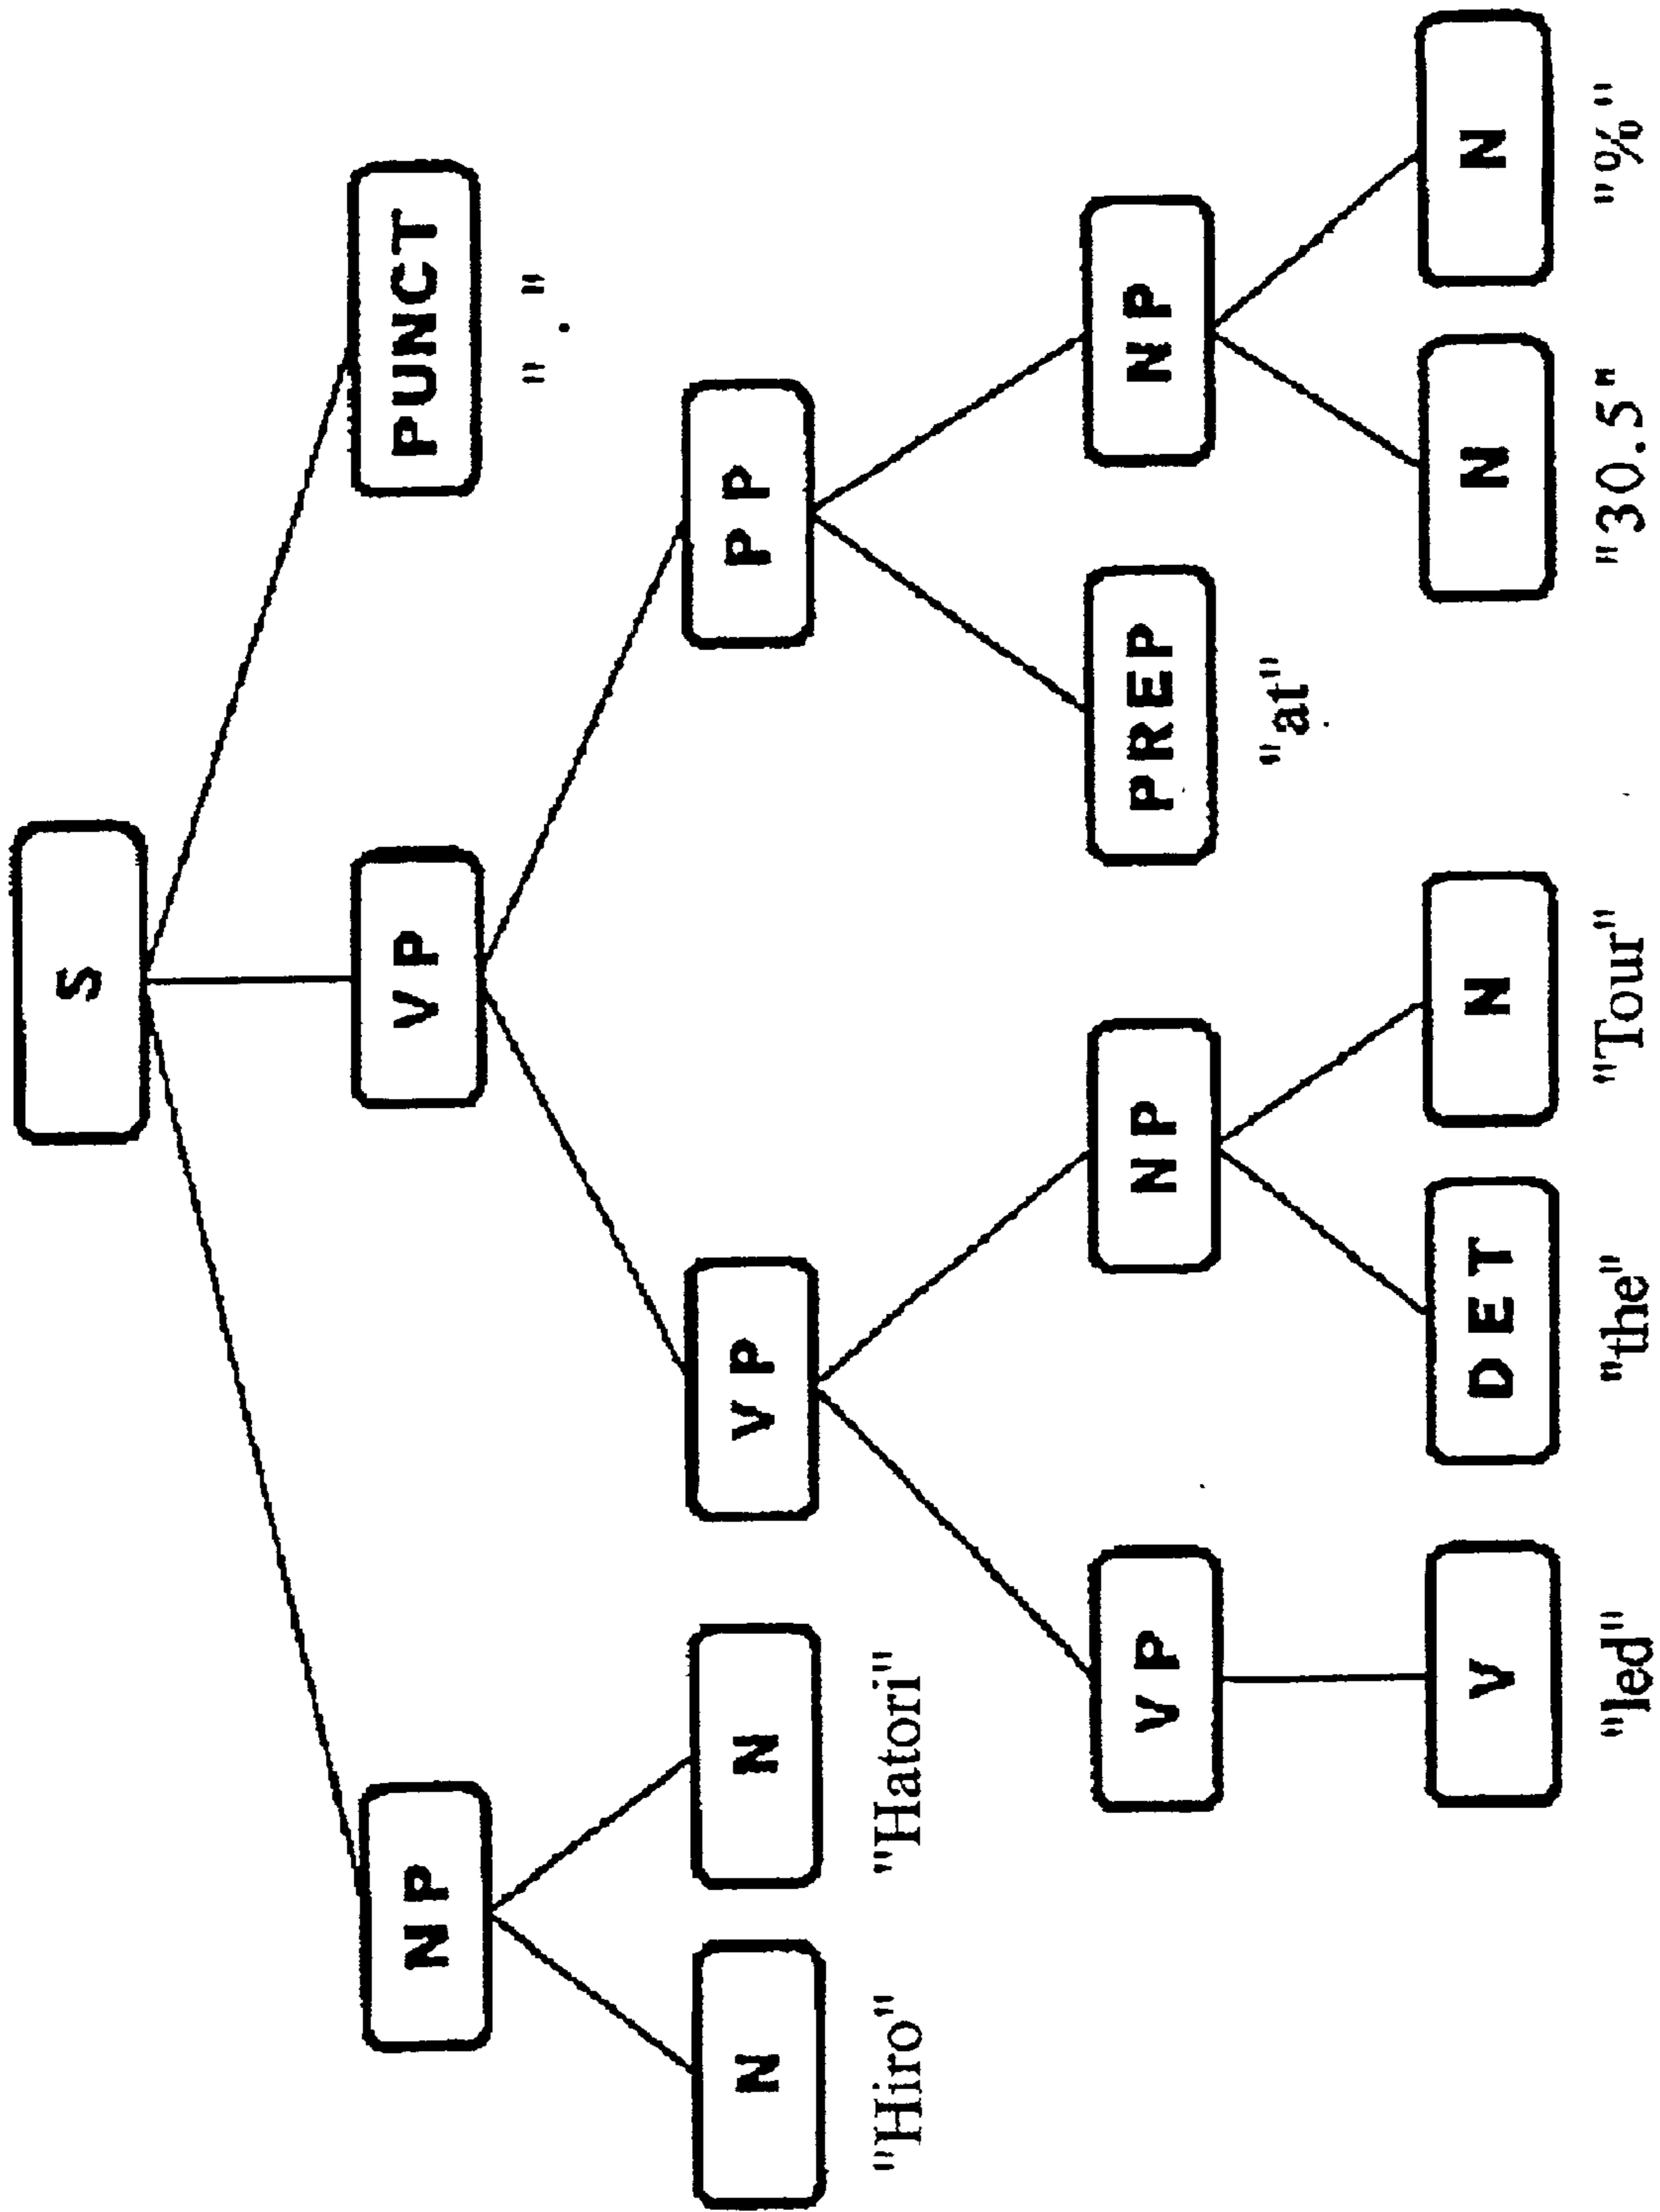 S
NP VP PUNCT
"."
N N VP PP
"Hiro" "Hatori"
VP NP PREP NP
"at"
V DET N N N
"led" "the" "Tour" "30.5" "%"